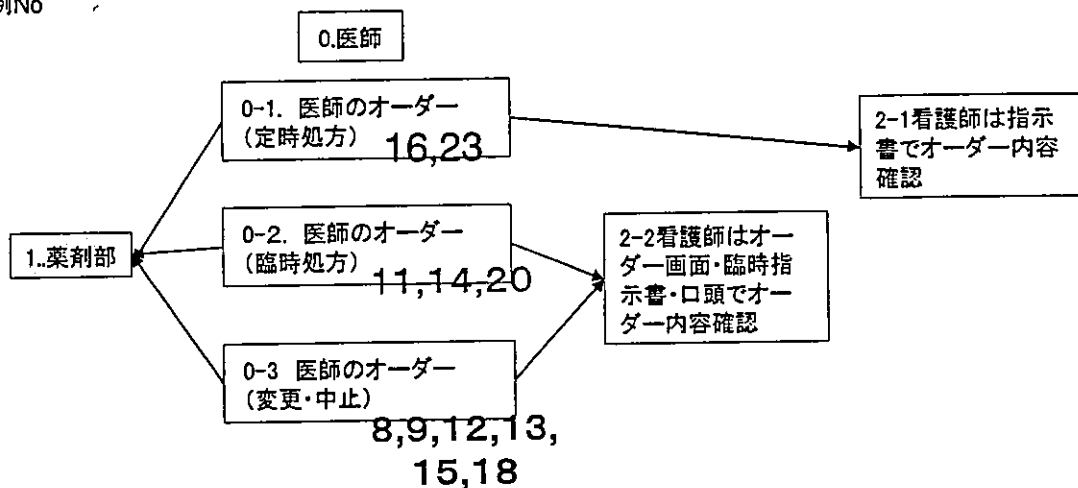 例No
0.医師
0-1. 医師のオーダー
(定時処方)
16,23
2-1看護師は指示
書でオーダー内容
確認
1..薬剤部
0-2. 医師のオーダー
(臨時処方)
11,14,20
2-2看護師はオー
ダー画面・臨時指
示書・口頭でオー
ダー内容確認
0-3 医師のオーダー
(変更・中止)
8,9,12,13,
15,18